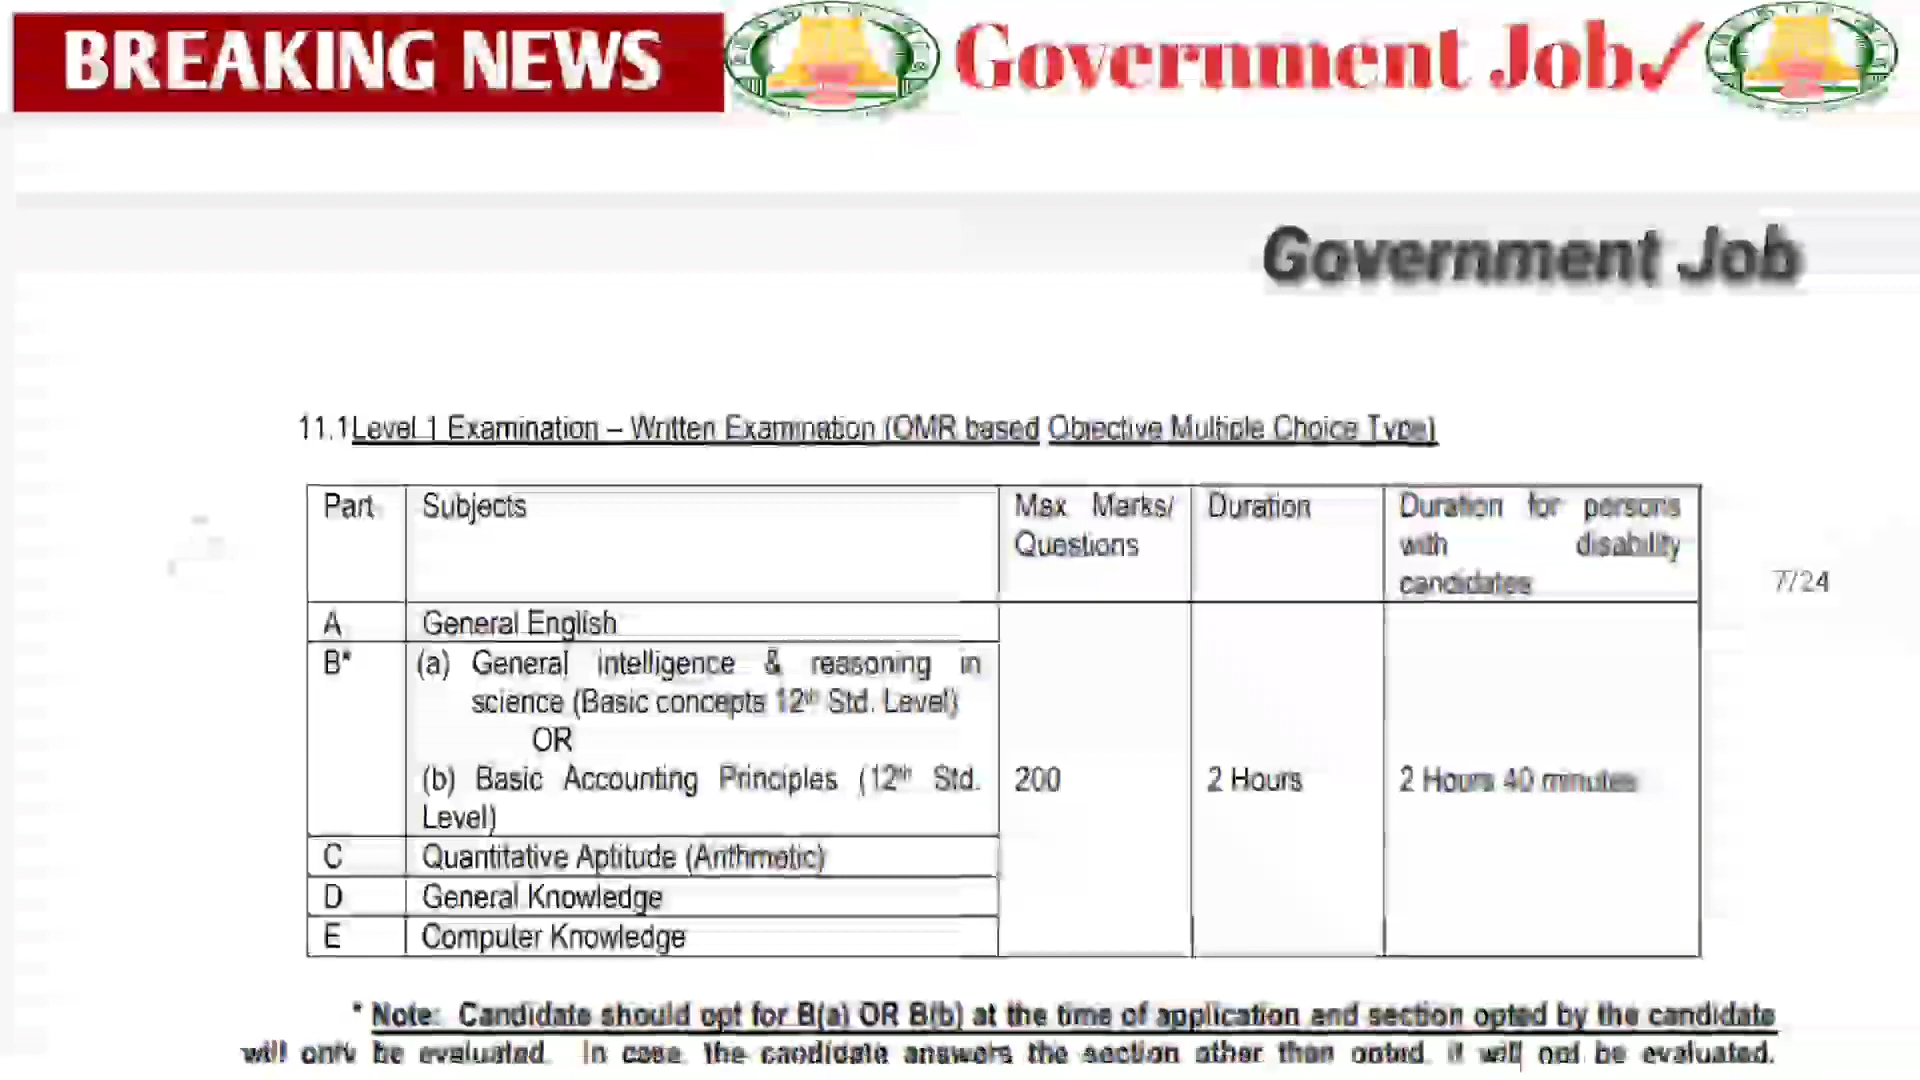 BREAKING NEWS Government Job✓
Government Job
11.1 Level 1 Examination – Written Examination (OMR based Objective Multiple Choice Type)
Part Subjects Max Marks/ Questions Duration Duration for persons with disability candidates
7/24
A General English
B* (a) General intelligence & reasoning in
science (Basic concepts 12th Std. Level)
OR
(b) Basic Accounting Principles (12th Std. 200 2 Hours 2 Hours 40 minutes
Level)
C Quantitative Aptitude (Arithmetic)
D General Knowledge
E Computer Knowledge
* Note: Candidate should opt for B(a) OR B(b) at the time of application and section opted by the candidate
will only be evaluated. In case, the candidate answers the section other than opted, it will not be evaluated.